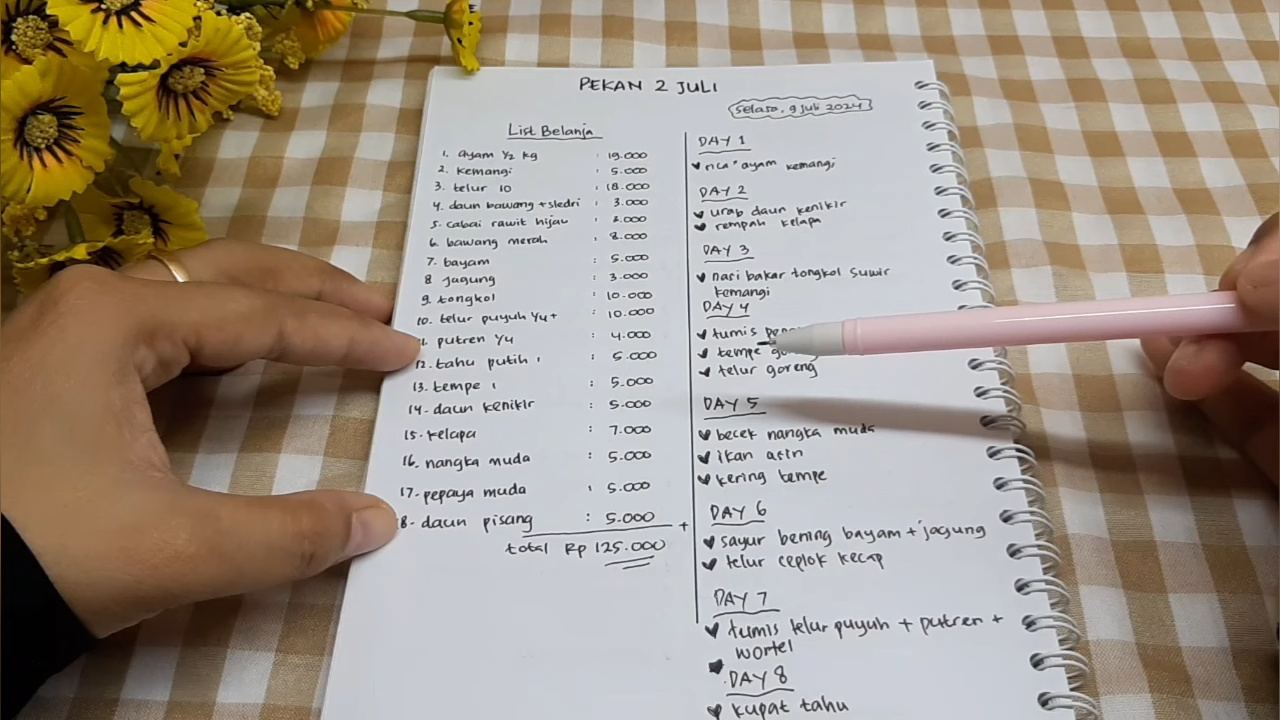 PEKAN 2 JULI
Selasa, 9 Juli 2024
List Belanja
1. ayam 1/2 kg : 19.000
2. kemangi : 5.000
3. telur 10 : 18.000
4. daun bawang + sledri : 3.000
5. cabai rawit hijau : 3.000
6. bawang merah : 8.000
7. bayam : 5.000
8 jagung : 3.000
9. tongkol : 10.000
10. telur puyuh 1/4+ : 10.000
11. putren 1/4 : 4.000
12. tahu putih 1 : 5.000
13. tempe 1 : 5.000
14. daun kenikir : 5.000
15. kelapa : 7.000
16. nangka muda : 5.000
17. pepaya muda : 5.000
18. daun pisang : 5.000 +
total Rp 125.000
DAY 1
rica" ayam kemangi
DAY 2
urab daun kenikir
rempah kelapa
DAY 3
nasi bakar tongkol suwir
kemangi
DAY 4
tumis
tempe
telur goreng
DAY 5
becek nangka muda
ikan asin
kering tempe
DAY 6
sayur bening bayam + jagung
telur ceplok kecap
DAY 7
tumis telur puyuh + putren +
wortel
DAY 8
kupat tahu